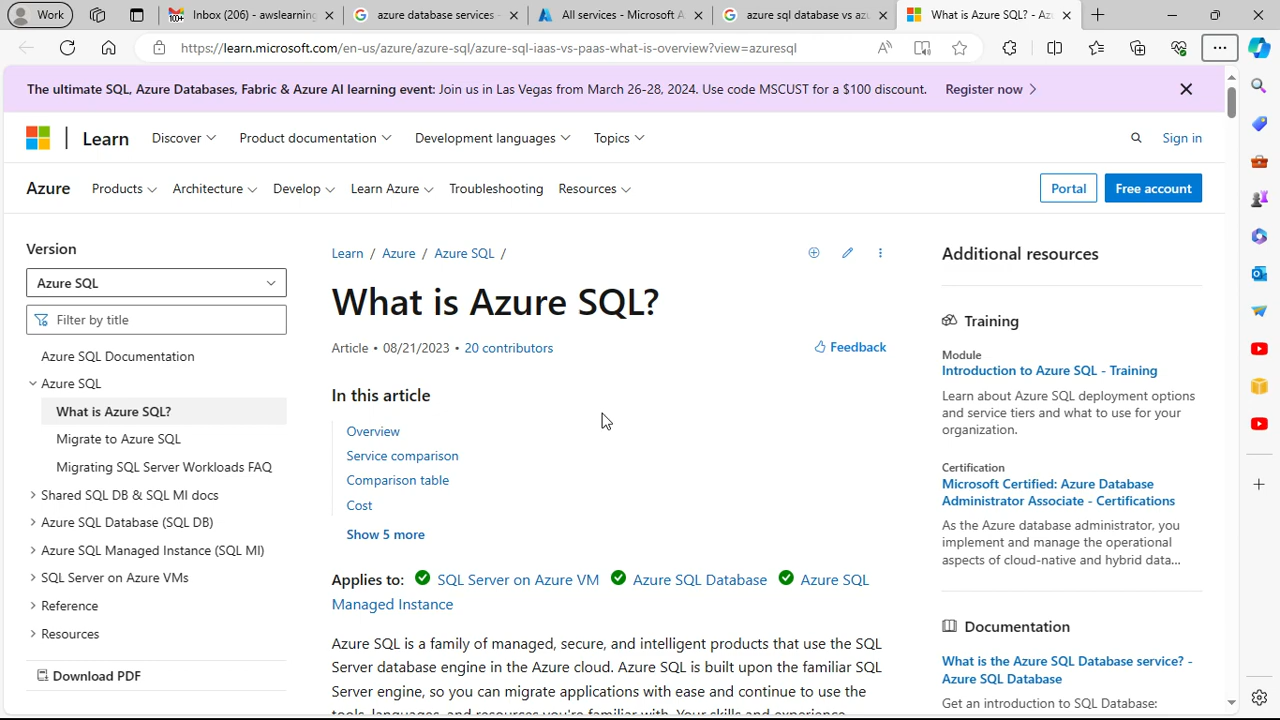 Work
Inbox (206) - awslearning
azure database services -
All services - Microsoft A
azure sql database vs az
What is Azure SQL? - Az
https://learn.microsoft.com/en-us/azure/azure-sql/azure-sql-iaas-vs-paas-what-is-overview?view=azuresql
The ultimate SQL, Azure Databases, Fabric & Azure AI learning event: Join us in Las Vegas from March 26-28, 2024. Use code MSCUST for a $100 discount. Register now
Learn Discover Product documentation Development languages Topics Sign in
Azure Products Architecture Develop Learn Azure Troubleshooting Resources Portal Free account
Version
Azure SQL
Filter by title
Azure SQL Documentation
Azure SQL
What is Azure SQL?
Migrate to Azure SQL
Migrating SQL Server Workloads FAQ
Shared SQL DB & SQL MI docs
Azure SQL Database (SQL DB)
Azure SQL Managed Instance (SQL MI)
SQL Server on Azure VMs
Reference
Resources
Download PDF
Learn / Azure / Azure SQL /
What is Azure SQL?
Article • 08/21/2023 • 20 contributors
Feedback
In this article
Overview
Service comparison
Comparison table
Cost
Show 5 more
Applies to: SQL Server on Azure VM Azure SQL Database Azure SQL
Managed Instance
Azure SQL is a family of managed, secure, and intelligent products that use the SQL
Server database engine in the Azure cloud. Azure SQL is built upon the familiar SQL
Server engine, so you can migrate applications with ease and continue to use the
tools, languages, and resources you're familiar with. Your skills and experience
Additional resources
Training
Module
Introduction to Azure SQL - Training
Learn about Azure SQL deployment options
and service tiers and what to use for your
organization.
Certification
Microsoft Certified: Azure Database
Administrator Associate - Certifications
As the Azure database administrator, you
implement and manage the operational
aspects of cloud-native and hybrid data...
Documentation
What is the Azure SQL Database service? -
Azure SQL Database
Get an introduction to SQL Database: